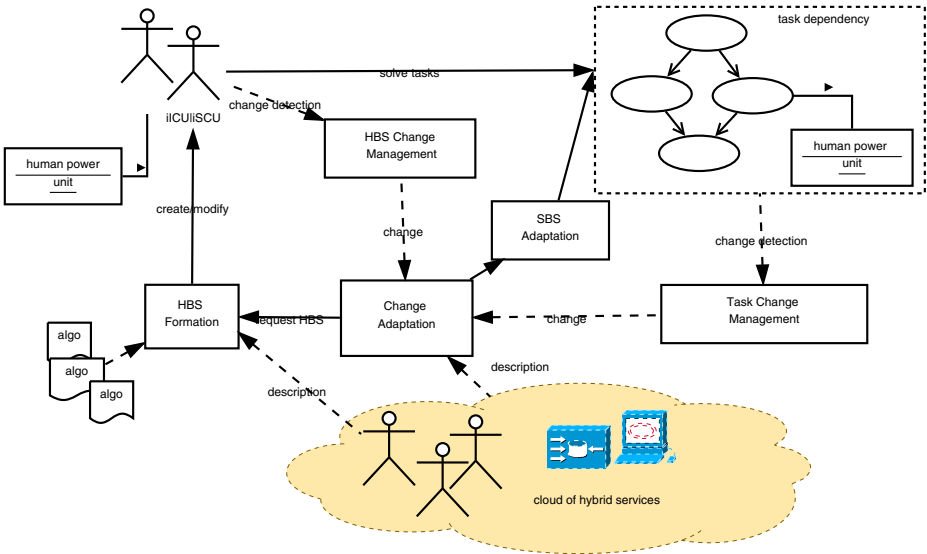 task dependency
solve tasks
change detection
iICU|iSCU
HBS Change
Management
human power
unit
human power
unit
create/modify
change
SBS
Adaptation
change detection
HBS
Formation
request HBS
Change
Adaptation
change
Task Change
Management
algo
algo
algo
description
description
cloud of hybrid services